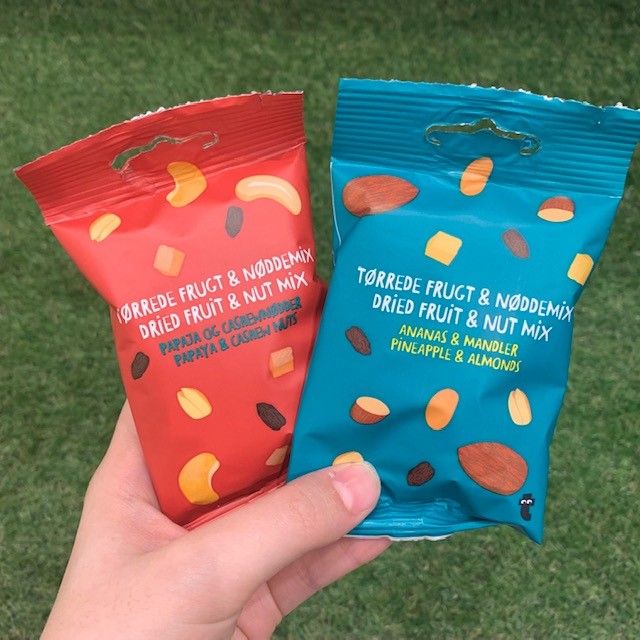 TØRREDE FRUGT & NØDDEMIX
DRIED FRUIT & NUT MIX
PAPAJA OG CASHEWNØDDER
PAPAYA & CASHEW NUTS
TØRREDE FRUGT & NØDDEMIX
DRIED FRUIT & NUT MIX
ANANAS & MANDLER
PINEAPPLE & ALMONDS